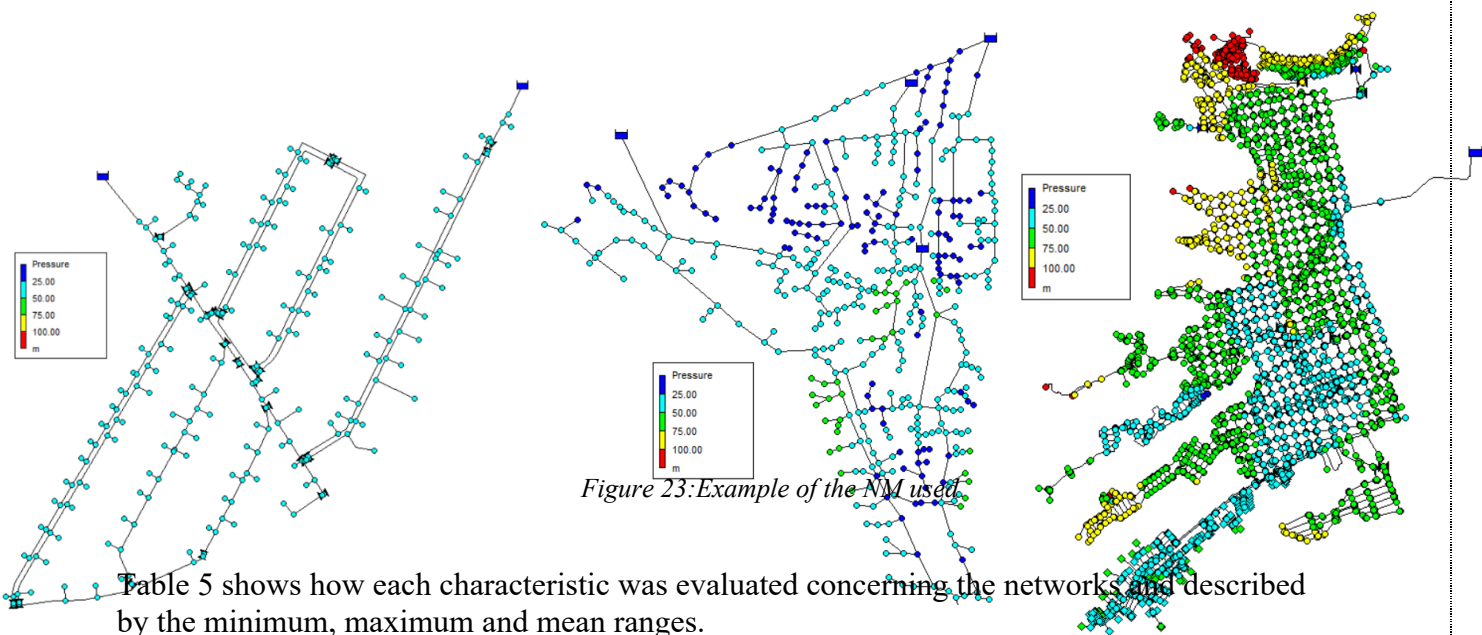 Pressure
25.00
50.00
75.00
100.00
m
Pressure
25.00
50.00
75.00
100.00
m
Pressure
25.00
50.00
75.00
100.00
m
Figure 23:Example of the NM used
Table 5 shows how each characteristic was evaluated concerning the networks and described
by the minimum, maximum and mean ranges.